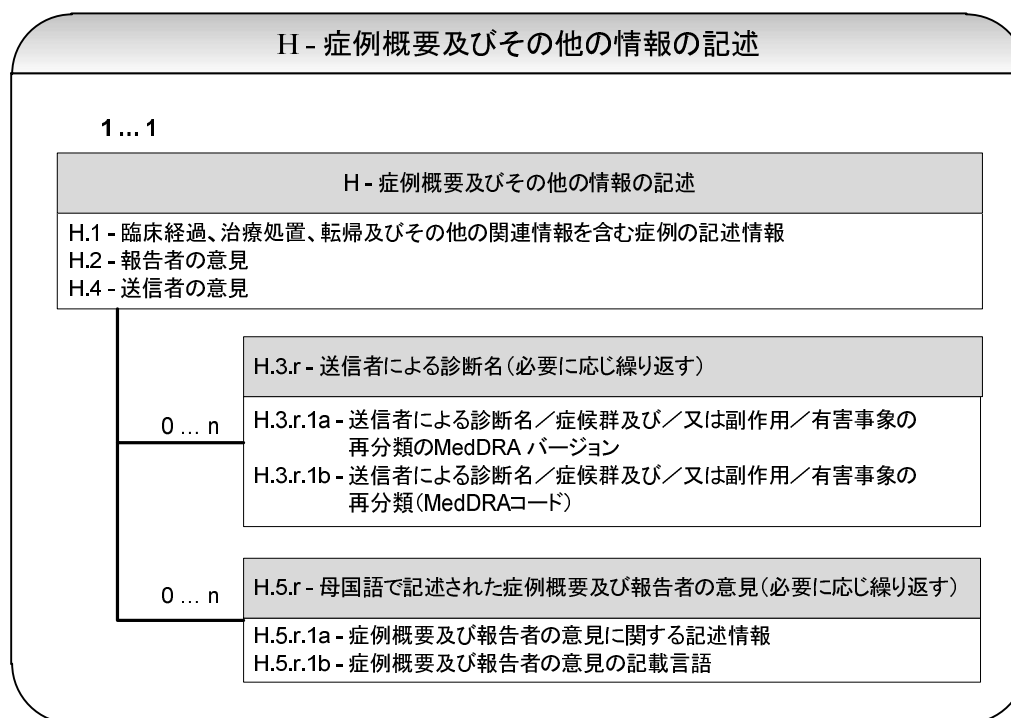 H - 症例概要及びその他の情報の記述
1 ... 1
H - 症例概要及びその他の情報の記述
H.1 - 臨床経過、治療処置、転帰及びその他の関連情報を含む症例の記述情報
H.2 - 報告者の意見
H.4 - 送信者の意見
H.3.r - 送信者による診断名(必要に応じ繰り返す)
0 ... n
H.3.r.1a - 送信者による診断名／症候群及び／又は副作用／有害事象の
再分類のMedDRA バージョン
H.3.r.1b - 送信者による診断名／症候群及び／又は副作用／有害事象の
再分類(MedDRAコード)
H.5.r - 母国語で記述された症例概要及び報告者の意見(必要に応じ繰り返す)
0 ... n
H.5.r.1a - 症例概要及び報告者の意見に関する記述情報
H.5.r.1b - 症例概要及び報告者の意見の記載言語